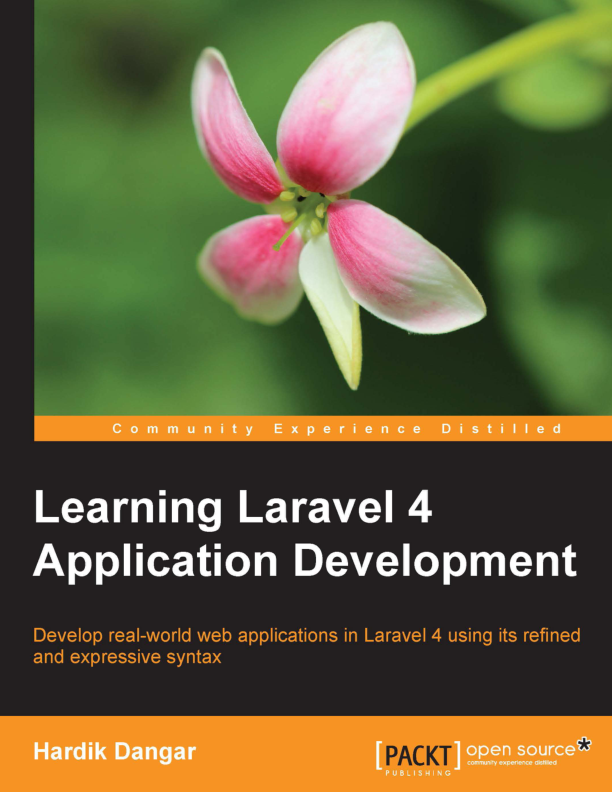 Community Experience Distilled
Learning Laravel 4
Application Development
Develop real-world web applications in Laravel 4 using its refined
and expressive syntax
Hardik Dangar
[PACKT] open source*
PUBLISHING community experience distilled